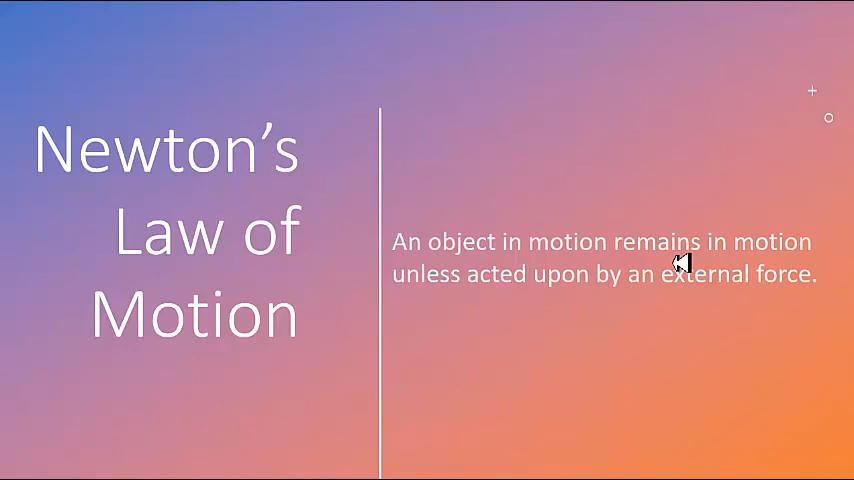 Newton’s
Law of
Motion
An object in motion remains in motion
unless acted upon by an external force.